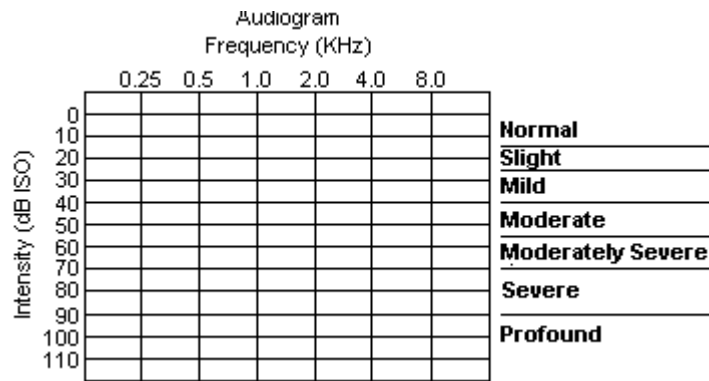 Audiogram
Frequency (KHz)
0.25 0.5 1.0 2.0 4.0 8.0
Intensity (dB ISO)
0
10
20
30
40
50
60
70
80
90
100
110
Normal
Slight
Mild
Moderate
Moderately Severe
Severe
Profound